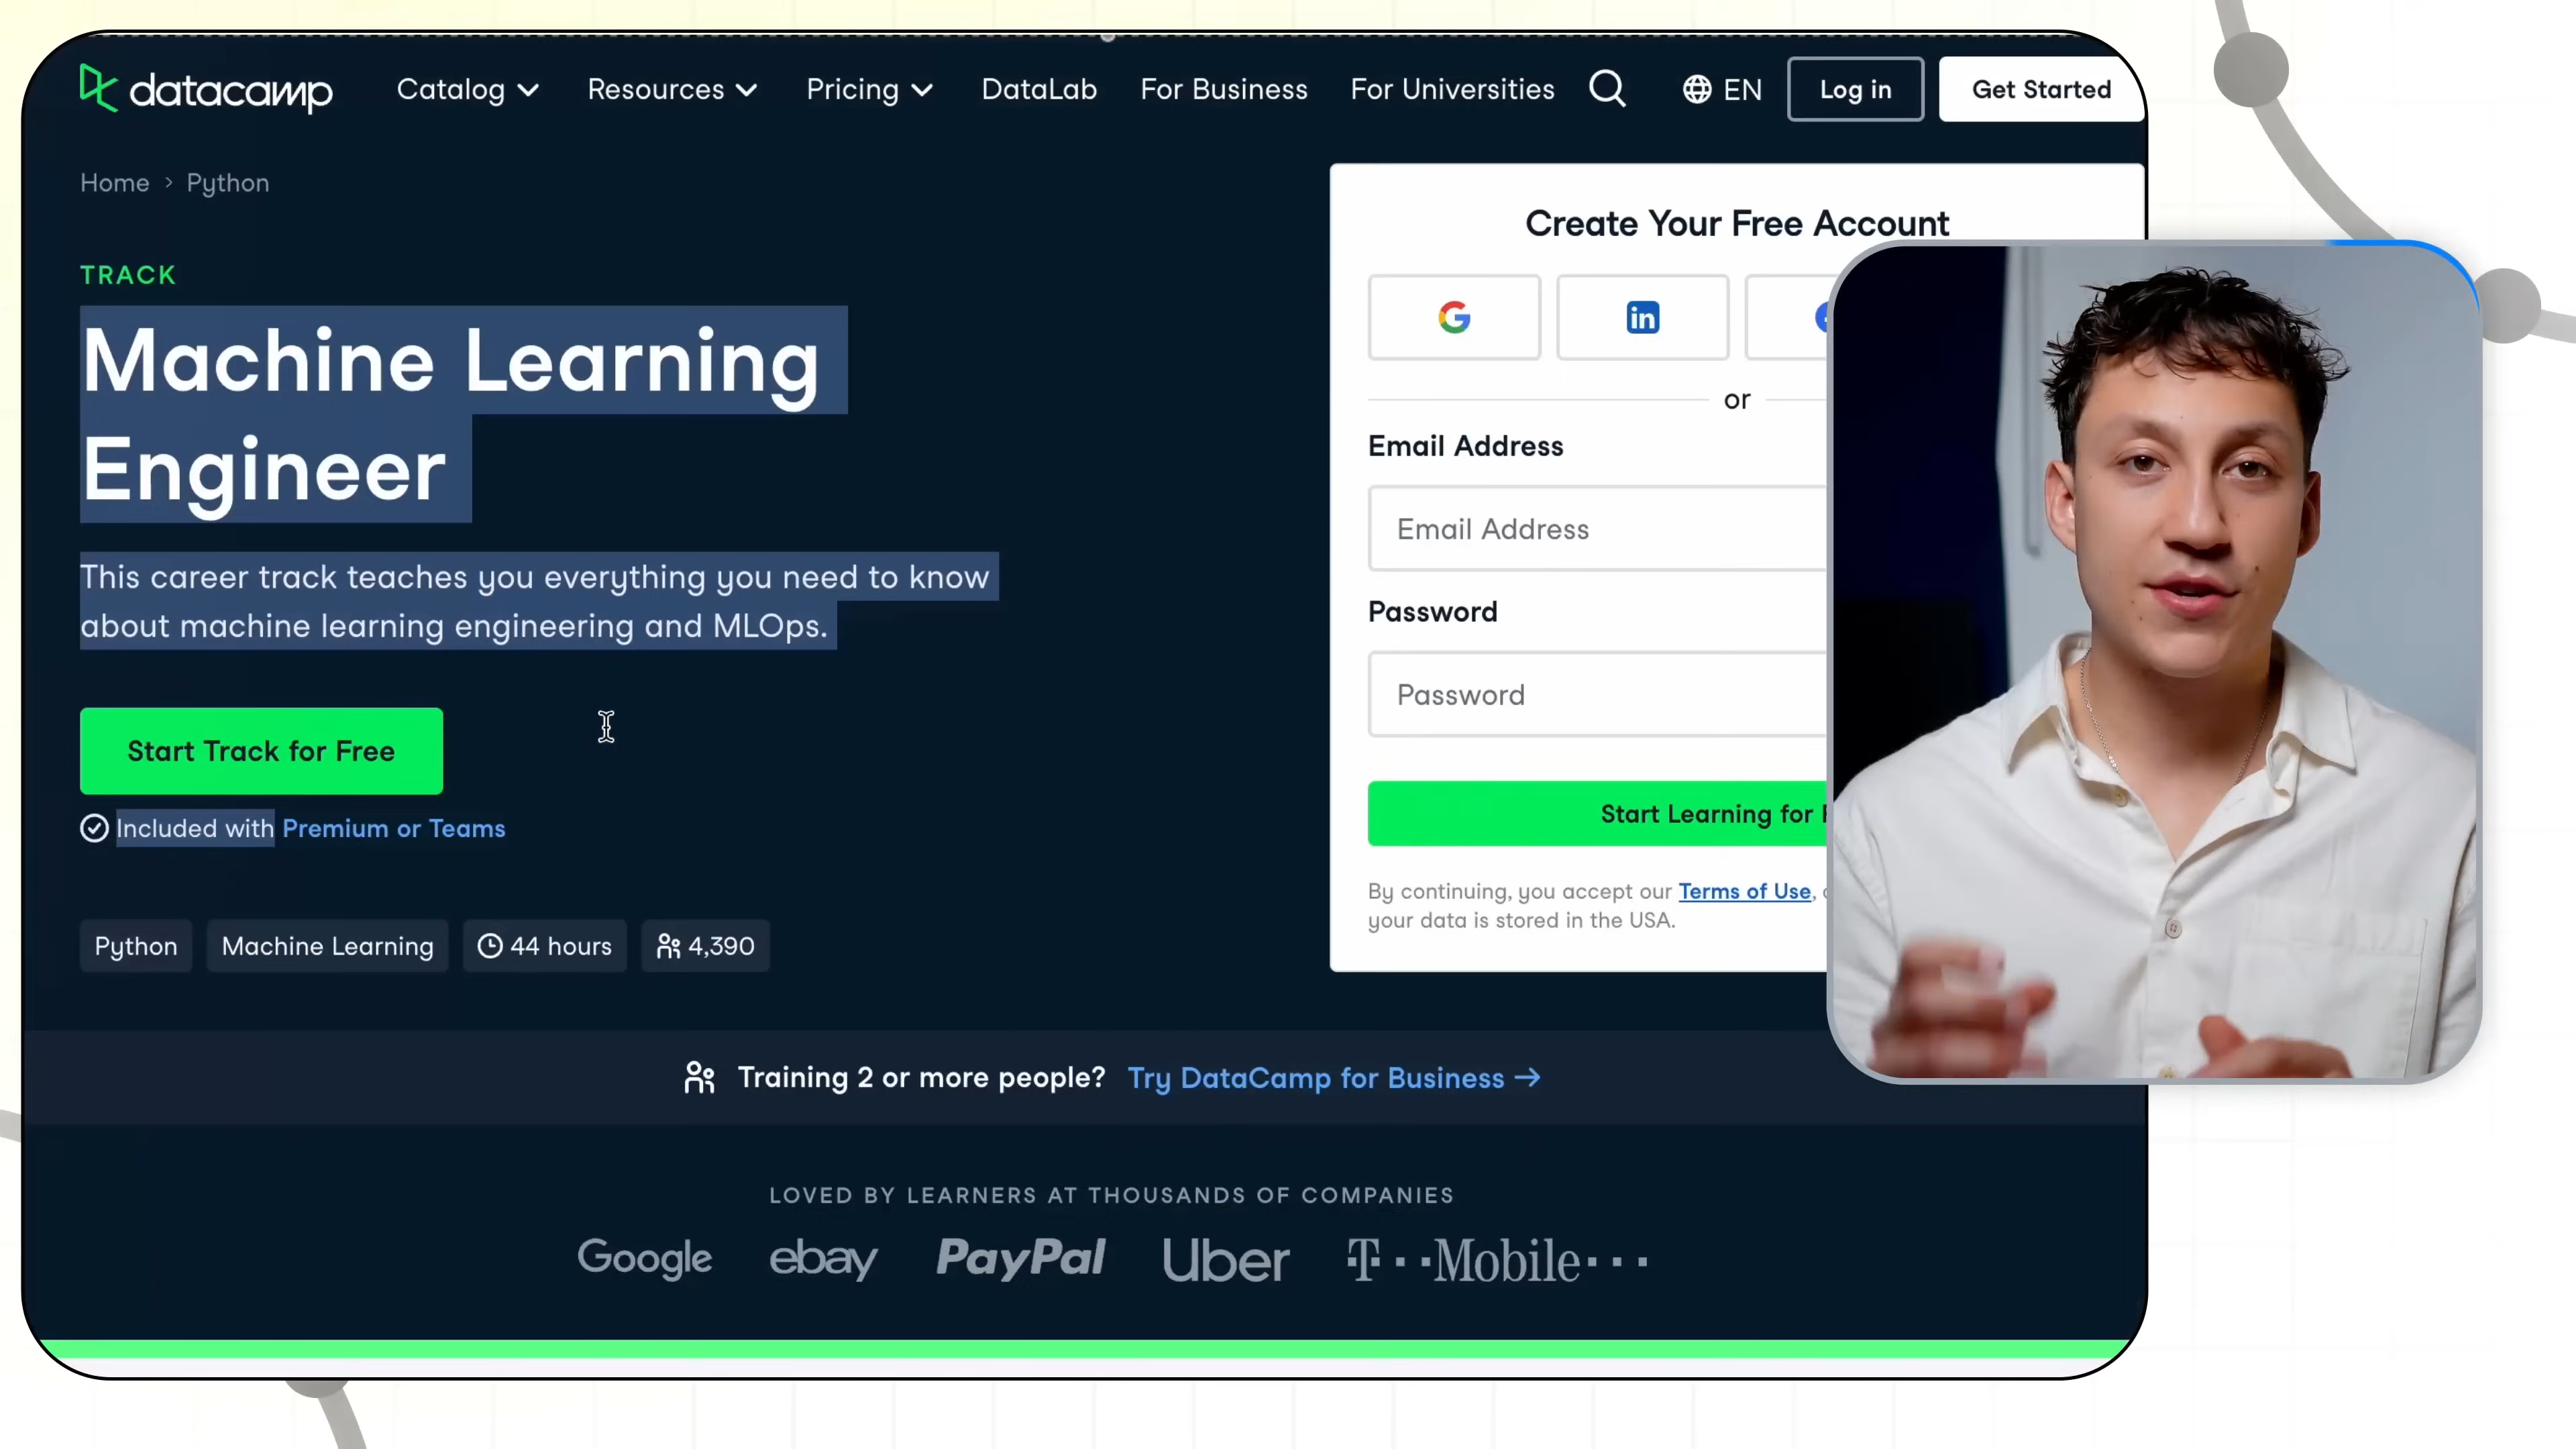 datacamp
Catalog
Resources
Pricing
DataLab
For Business
For Universities
EN
Log in
Get Started
Home > Python
TRACK
Machine Learning
Engineer
This career track teaches you everything you need to know
about machine learning engineering and MLOps.
Start Track for Free
Included with Premium or Teams
Python
Machine Learning
44 hours
4,390
Create Your Free Account
or
Email Address
Email Address
Password
Password
Start Learning for
By continuing, you accept our Terms of Use,
your data is stored in the USA.
Training 2 or more people? Try DataCamp for Business →
LOVED BY LEARNERS AT THOUSANDS OF COMPANIES
Google
ebay
PayPal
Uber
T··Mobile···